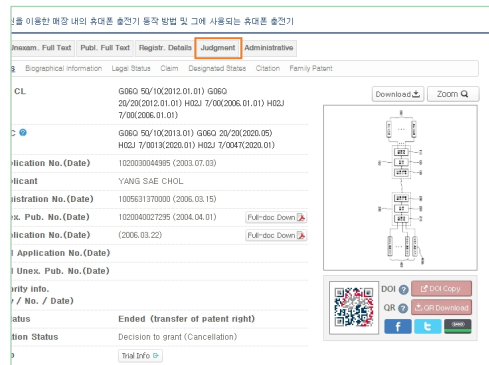 을 이용한 매장 내의 휴대폰 충전기 동작 방법 및 그에 사용되는 휴대폰 충전기
Unexam. Full Text Publ. Full Text Registr. Details Judgment Administrative
Biographical Information Legal Status Claim Designated States Citation Family Patent
CL G06Q 50/10(2012.01.01) G06Q
20/20(2012.01.01) H02J 7/00(2006.01.01) H02J
7/00(2006.01.01)
Download Zoom
C G06Q 50/10(2013.01) G06Q 20/20(2020.05)
H02J 7/0013(2020.01) H02J 7/0047(2020.01)
plication No.(Date) 1020030044985 (2003.07.03)
plicant YANG SAE CHOL
gistration No.(Date) 1005631370000 (2006.03.15)
ex. Pub. No.(Date) 1020040027295 (2004.04.01) Full-doc Down
plication No.(Date) (2006.03.22) Full-doc Down
l Application No.(Date)
l Unex. Pub. No.(Date)
ority info.
y / No. / Date)
tatus Ended (transfer of patent right)
ation Status Decision to grant (Cancellation)
Trial Info
DOI DOI Copy
QR QR Download